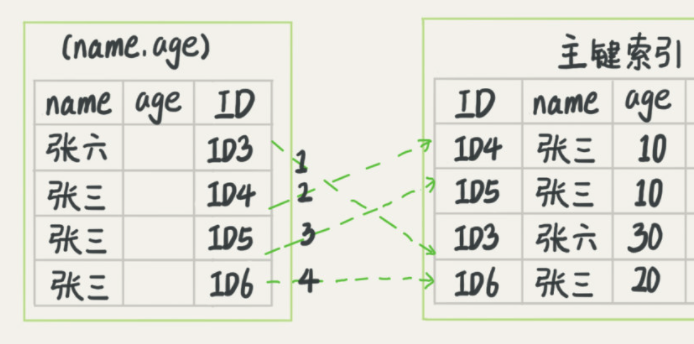 (name.age)
name age ID
张六 ID3
张三 ID4
张三 ID5
张三 ID6
1
2
3
4
主键索引
ID name age
ID4 张三 10
ID5 张三 10
ID3 张六 30
ID6 张三 20